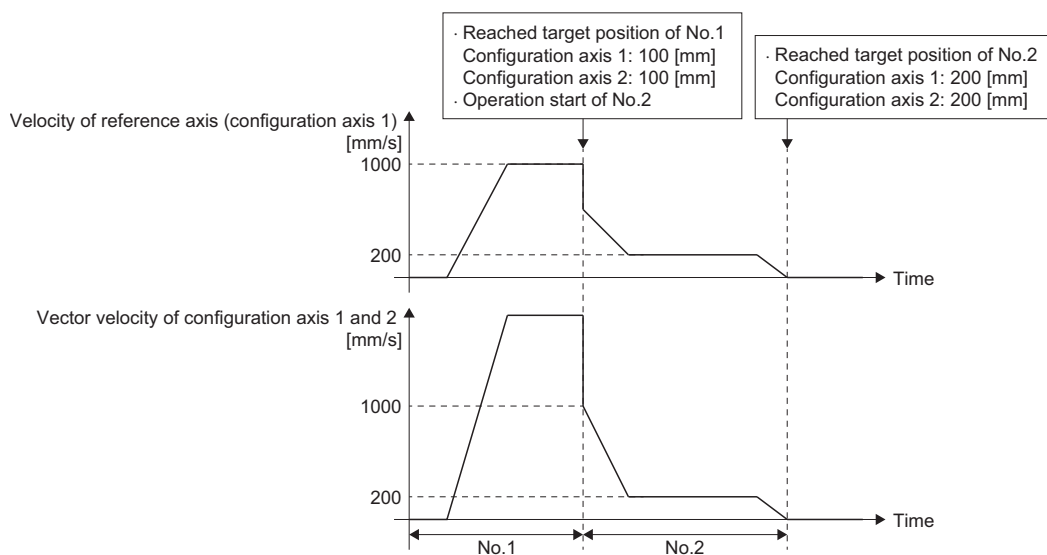 · Reached target position of No.1
Configuration axis 1: 100 [mm]
Configuration axis 2: 100 [mm]
· Operation start of No.2
· Reached target position of No.2
Configuration axis 1: 200 [mm]
Configuration axis 2: 200 [mm]
Velocity of reference axis (configuration axis 1)
[mm/s]
1000
200
Time
Vector velocity of configuration axis 1 and 2
[mm/s]
1000
200
Time
No.1
No.2